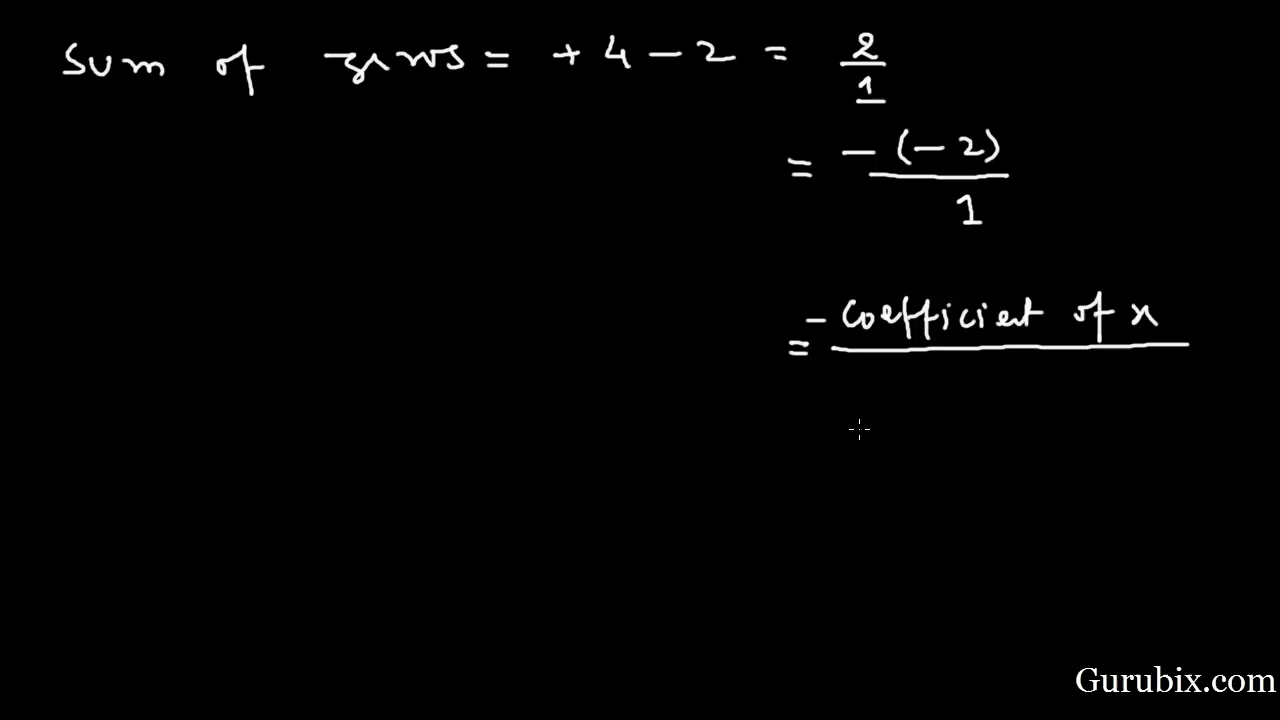 Sum of zeros = + 4 - 2 = 2/1
= -(-2)/1
= - coefficient of x
Gurubix.com